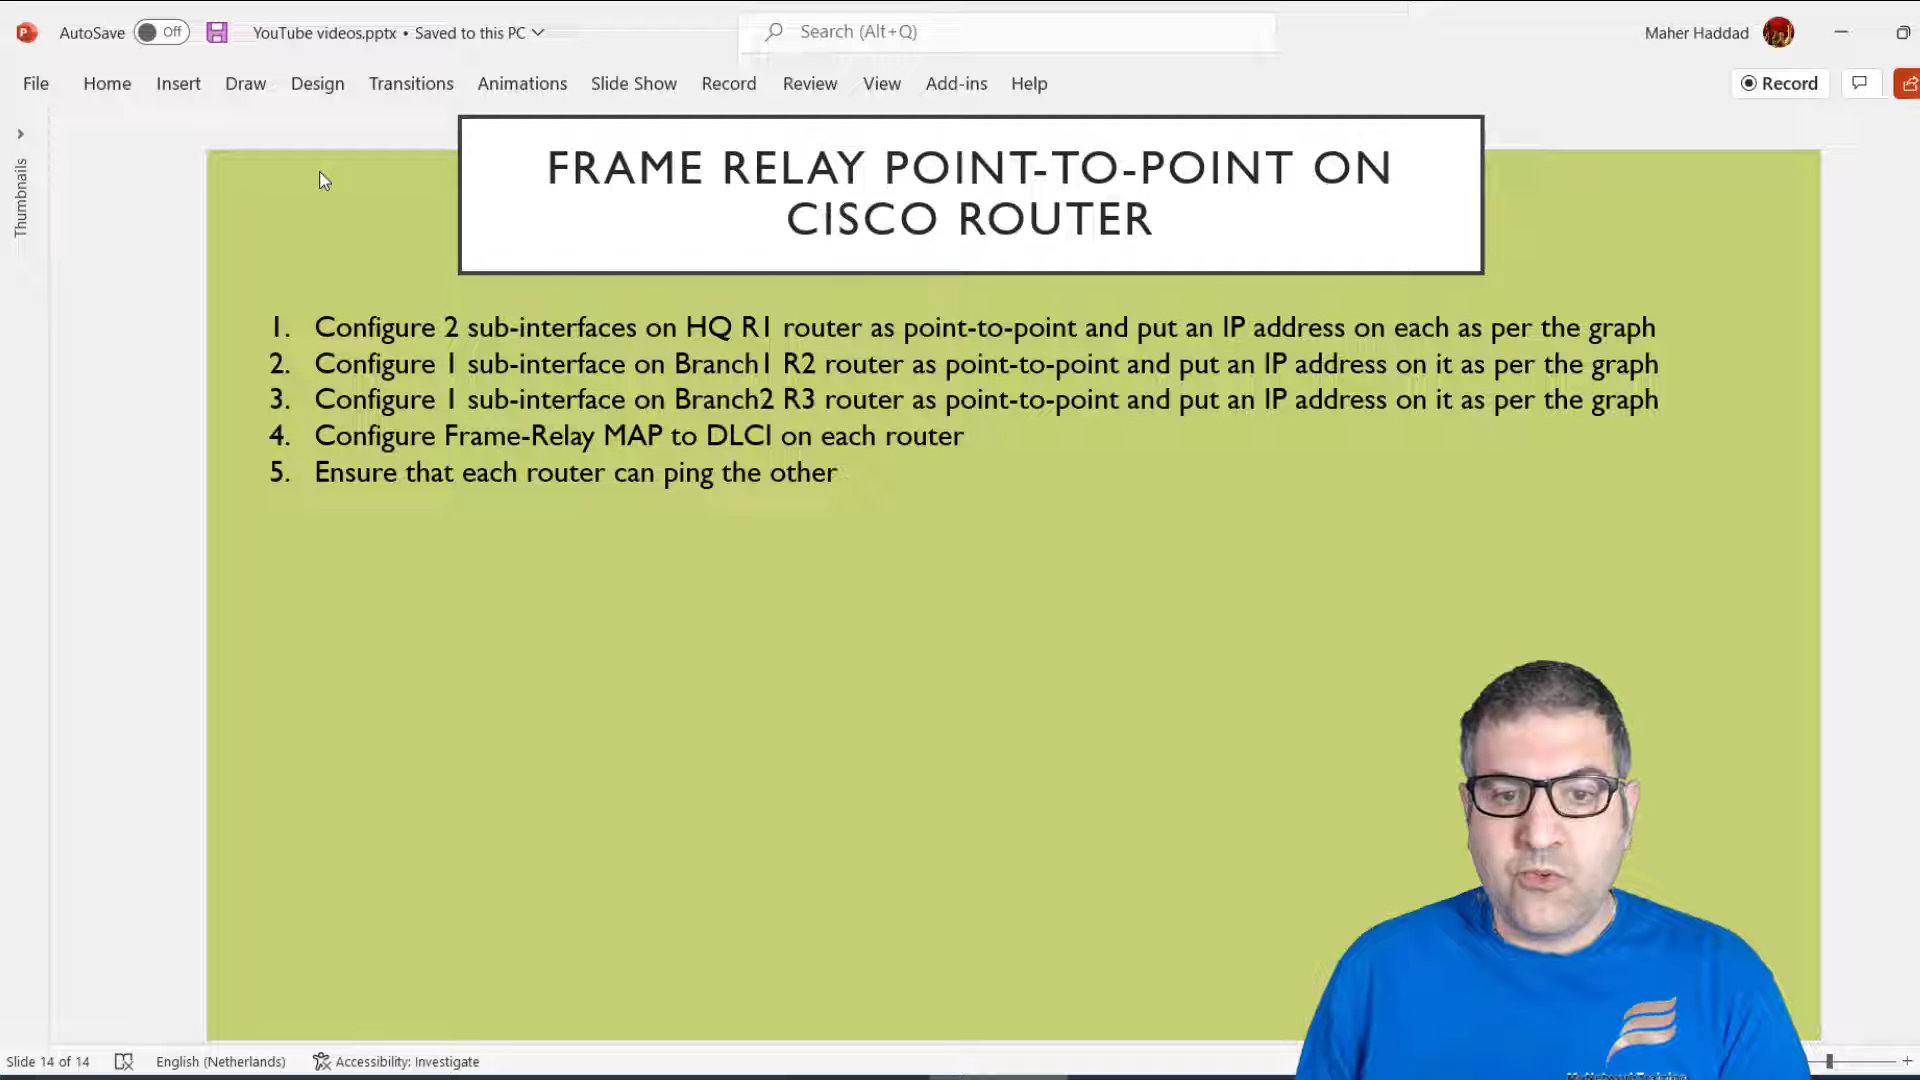 AutoSave Off YouTube videos.pptx • Saved to this PC Search (Alt+Q) Maher Haddad
File Home Insert Draw Design Transitions Animations Slide Show Record Review View Add-ins Help Record
Thumbnails
FRAME RELAY POINT-TO-POINT ON
CISCO ROUTER
1. Configure 2 sub-interfaces on HQ R1 router as point-to-point and put an IP address on each as per the graph
2. Configure 1 sub-interface on Branch1 R2 router as point-to-point and put an IP address on it as per the graph
3. Configure 1 sub-interface on Branch2 R3 router as point-to-point and put an IP address on it as per the graph
4. Configure Frame-Relay MAP to DLCI on each router
5. Ensure that each router can ping the other
Slide 14 of 14 English (Netherlands) Accessibility: Investigate